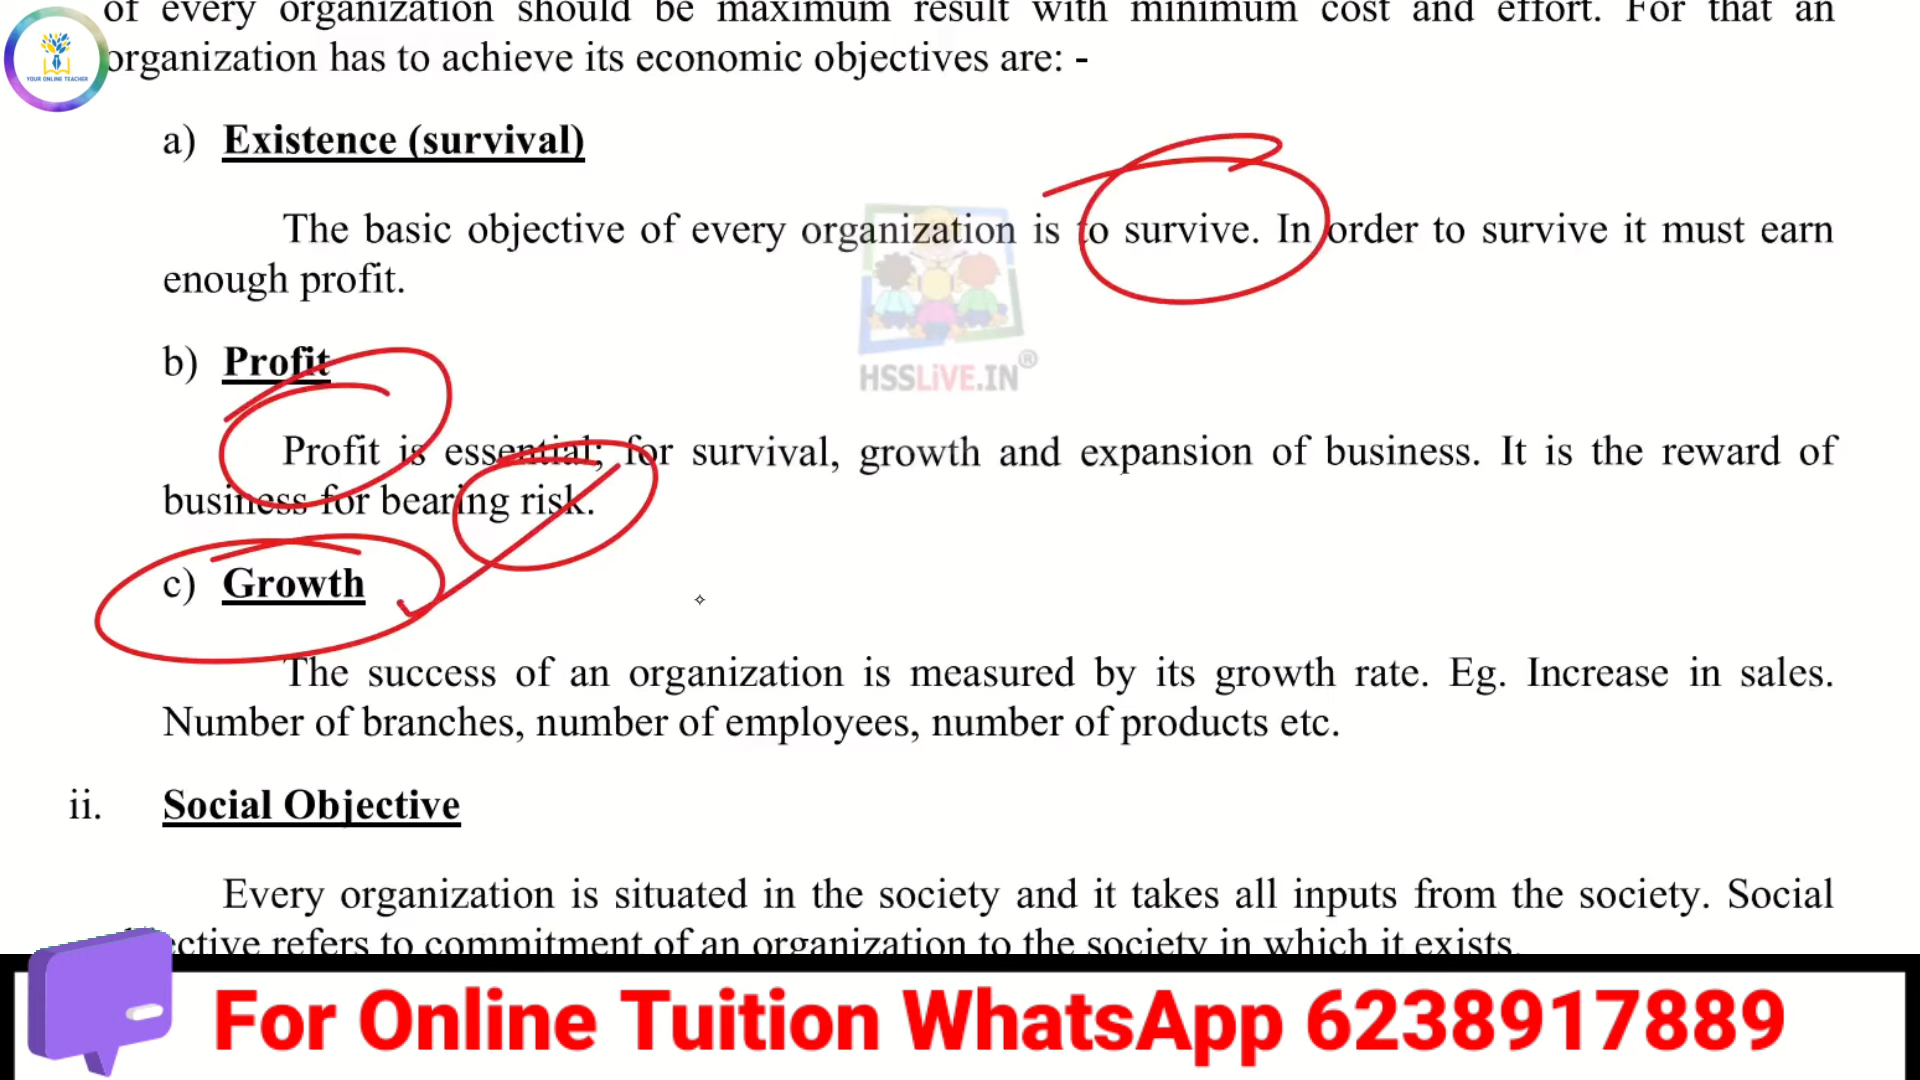 of every organization should be maximum result with minimum cost and effort. For that an
organization has to achieve its economic objectives are: -
YOUR ONLINE TEACHER
a) Existence (survival)
The basic objective of every organization is to survive. In order to survive it must earn
enough profit.
b) Profit
HSSLiVE.IN®
Profit is essential; for survival, growth and expansion of business. It is the reward of
business for bearing risk.
c) Growth
The success of an organization is measured by its growth rate. Eg. Increase in sales.
Number of branches, number of employees, number of products etc.
ii. Social Objective
Every organization is situated in the society and it takes all inputs from the society. Social
refers to commitment of an organization to the society in which it exists.
For Online Tuition WhatsApp 6238917889